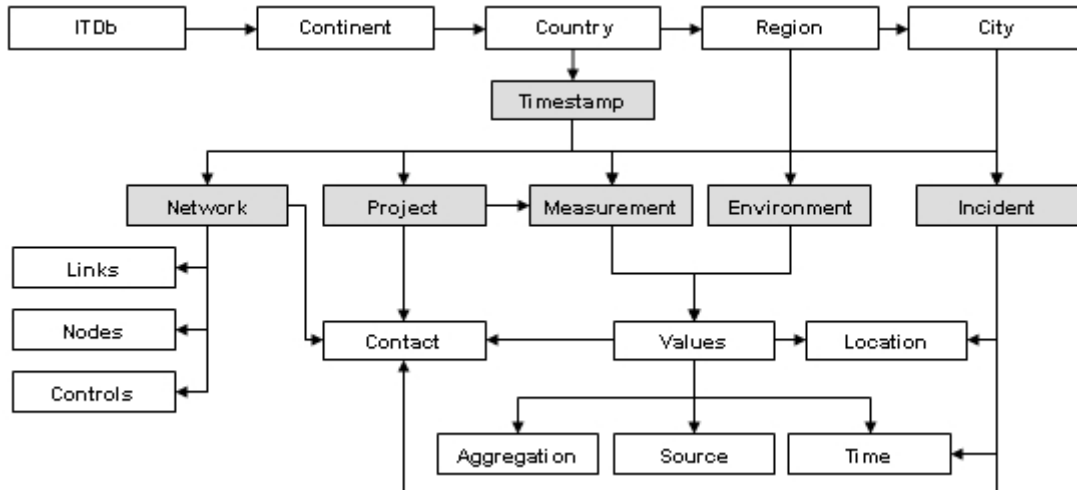 ITDb
Continent
Country
Region
City
Timestamp
Network
Project
Measurement
Environment
Incident
Links
Nodes
Controls
Contact
Values
Location
Aggregation
Source
Time